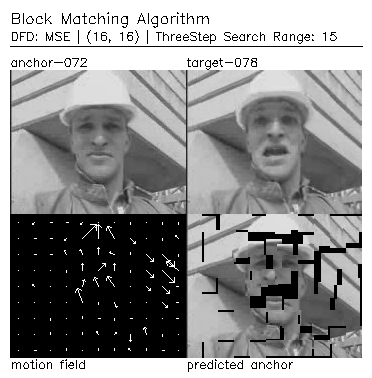 Block Matching Algorithm
DFD: MSE | (16, 16) | ThreeStep Search Range: 15
anchor-072
target-078
motion field
predicted anchor